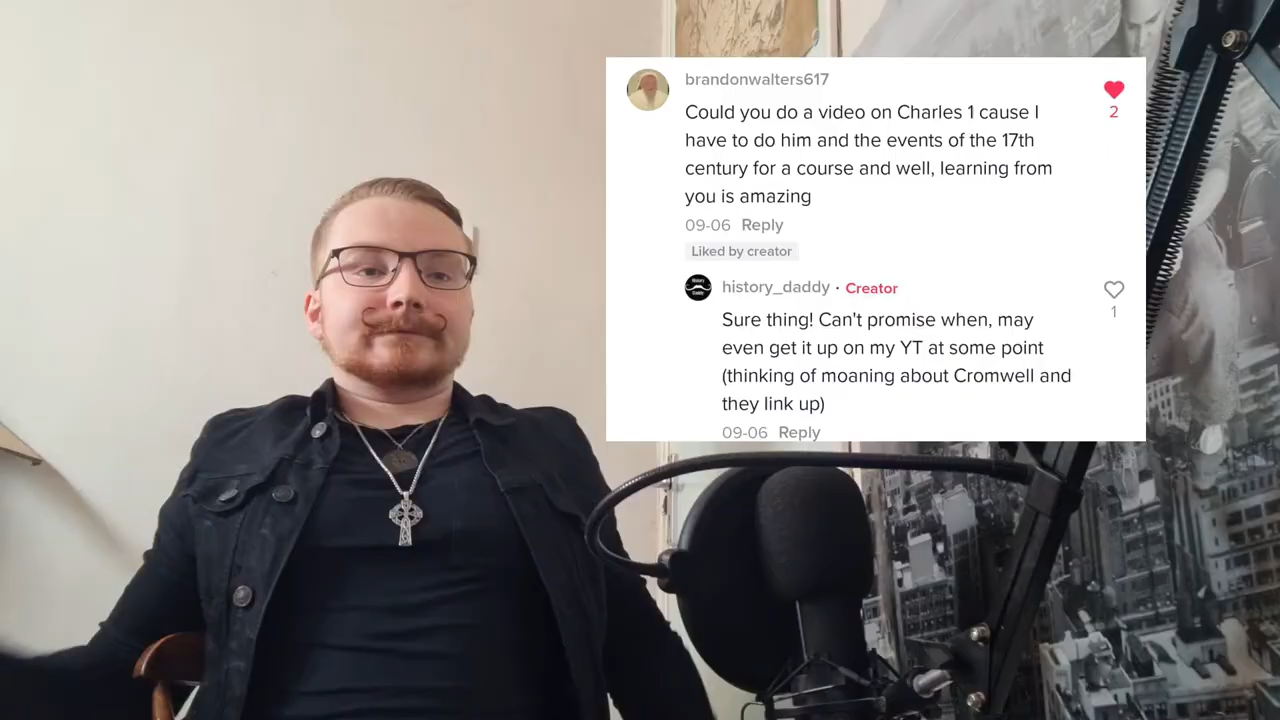 brandonwalters617
Could you do a video on Charles 1 cause I
have to do him and the events of the 17th
century for a course and well, learning from
you is amazing
2
09-06 Reply
Liked by creator
history_daddy · Creator
Sure thing! Can't promise when, may
even get it up on my YT at some point
(thinking of moaning about Cromwell and
they link up)
1
09-06 Reply